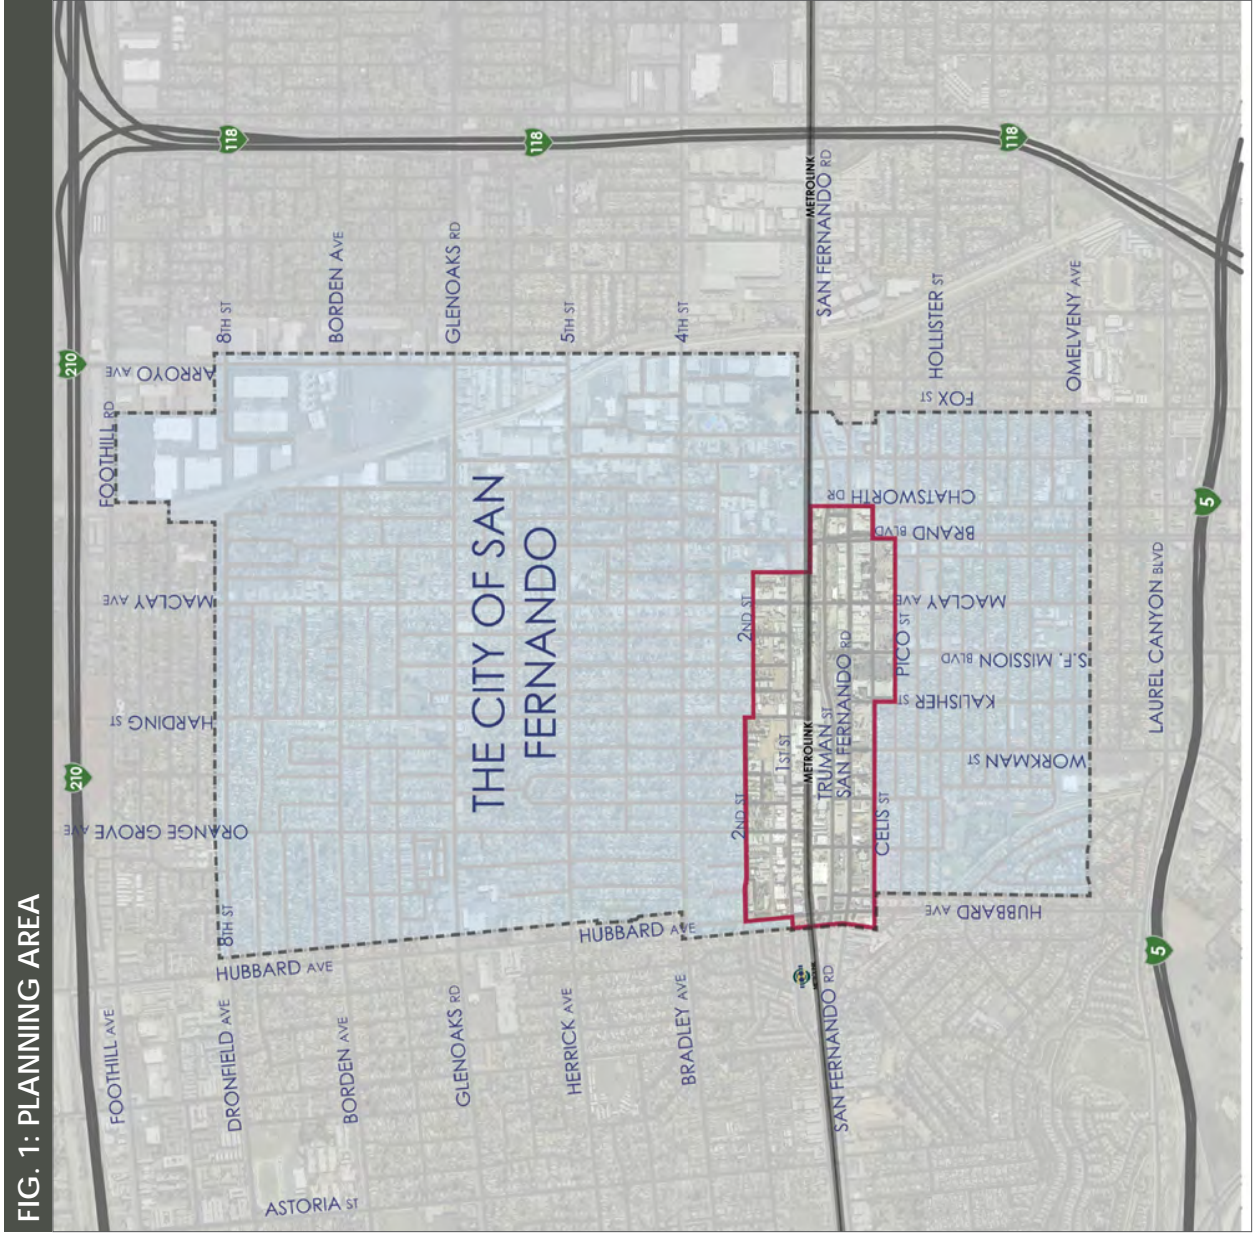 FIG. 1: PLANNING AREA
210
210
118
118
118
5
5
FOOTHILL AVE
DRONFIELD AVE
BORDEN AVE
GLENOAKS RD
HERRICK AVE
BRADLEY AVE
SAN FERNANDO RD
ASTORIA ST
HUBBARD AVE
HUBBARD AVE
HUBBARD AVE
8TH ST
ORANGE GROVE AVE
HARDING ST
MACLAY AVE
FOOTHILL RD
ARROYO AVE
8TH ST
BORDEN AVE
GLENOAKS RD
5TH ST
4TH ST
THE CITY OF SAN
FERNANDO
2ND ST
2ND ST
1ST ST
METROLINK
TRUMAN ST
SAN FERNANDO RD
CELIS ST
PICO ST
METROLINK
SAN FERNANDO RD
HOLLISTER ST
OMELVENY AVE
FOX ST
CHATSWORTH DR
BRAND BLVD
MACLAY AVE
S.F. MISSION BLVD
KALISHER ST
WORKMAN ST
LAUREL CANYON BLVD